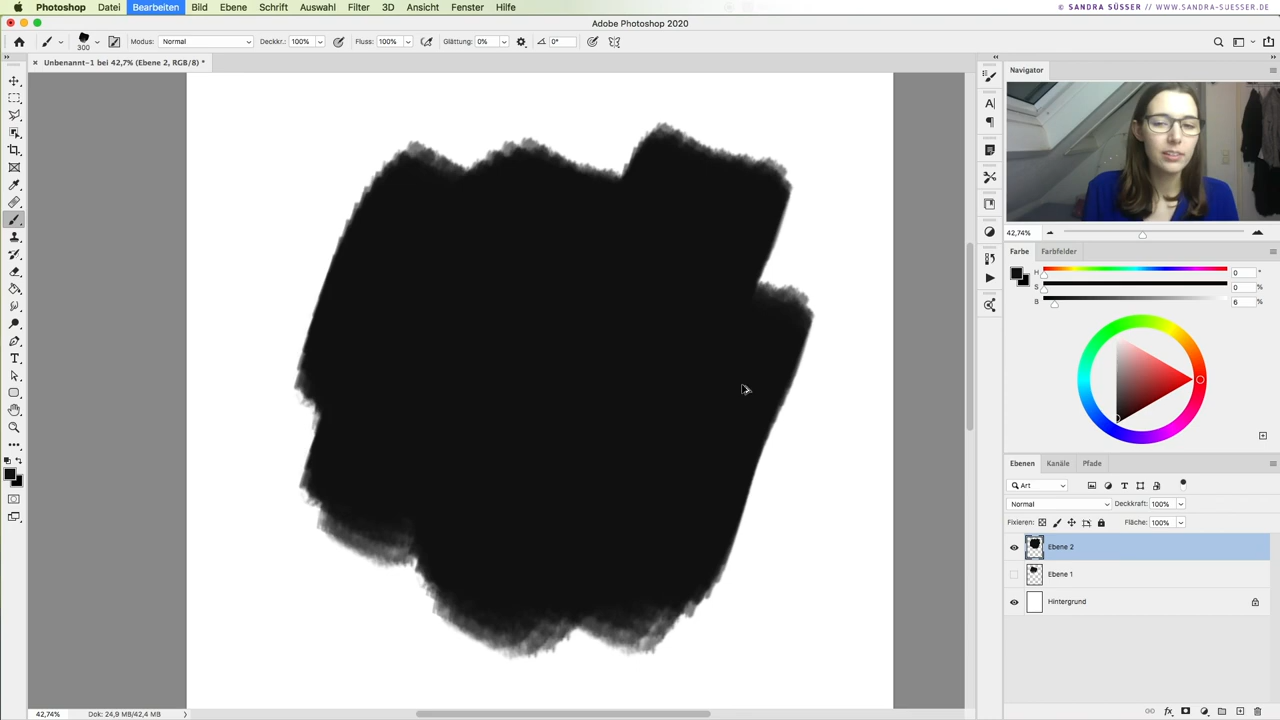 Photoshop Datei Bearbeiten Bild Ebene Schrift Auswahl Filter 3D Ansicht Fenster Hilfe
© SANDRA SÜSSER // WWW.SANDRA-SUESSER.DE
Adobe Photoshop 2020
300 Modus: Normal Deckkr.: 100% Fluss: 100% Glättung: 0% 0°
Unbenannt-1 bei 42,7% (Ebene 2, RGB/8) *
Navigator
42,74%
Farbe Farbfelder
H 0 °
S 0 %
B 6 %
Ebenen Kanäle Pfade
Art
Normal Deckkraft: 100%
Fixieren: Fläche: 100%
Ebene 2
Ebene 1
Hintergrund
42,74% Dok: 24,9 MB/42,4 MB